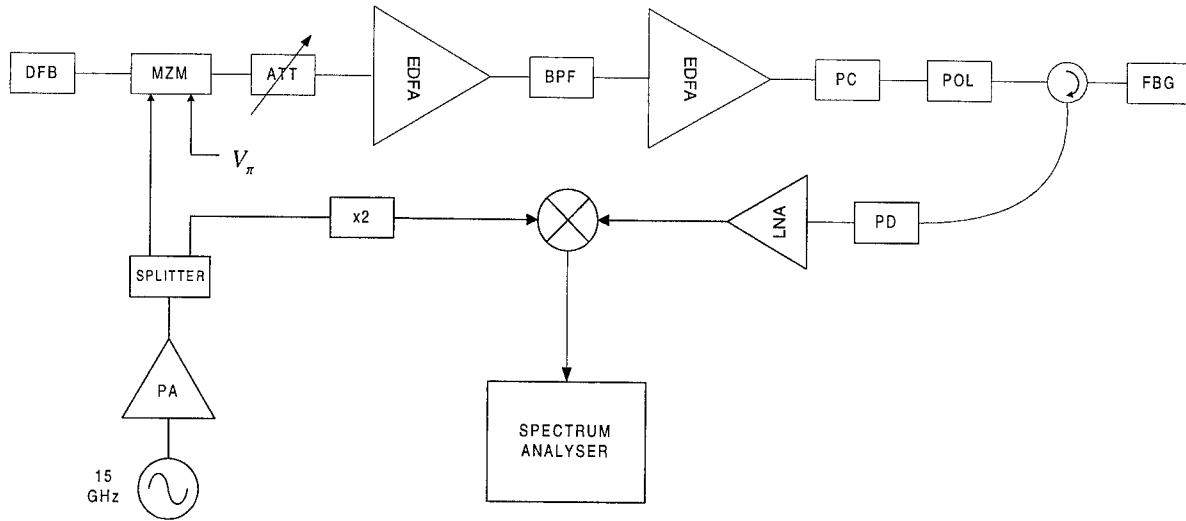 DFB
MZM
ATT
EDFA
BPF
EDFA
PC
POL
FBG
Vπ
x2
LNA
PD
SPLITTER
PA
SPECTRUM
ANALYSER
15
GHz